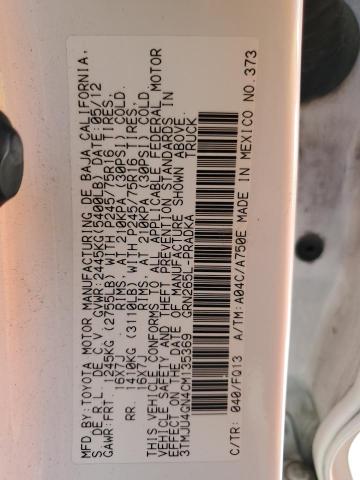 MFD.BY:TOYOTA MOTOR MANUFACTURING DE BAJA CALIFORNIA,
S. DE R.L. DE C.V. GVWR:2445KG(5400LB) DATE:05/12
GAWR:FRT. 1245KG (2755LB) WITH P245/75R16 TIRES,
16X7J RIMS, AT 210KPA (30PSI) COLD.
RR. 1410KG (3110LB) WITH P245/75R16 TIRES,
16X7J RIMS, AT 210KPA (30PSI) COLD.
THIS VEHICLE CONFORMS TO ALL APPLICABLE FEDERAL MOTOR
VEHICLE SAFETY AND THEFT PREVENTION STANDARDS IN
EFFECT ON THE DATE OF MANUFACTURE SHOWN ABOVE.
3TMJU4GN4CM135369 GRN265L-PRADKA TRUCK
C/TR: 040/FQ13 A/TM: A04C/A750E MADE IN MEXICO NO.373